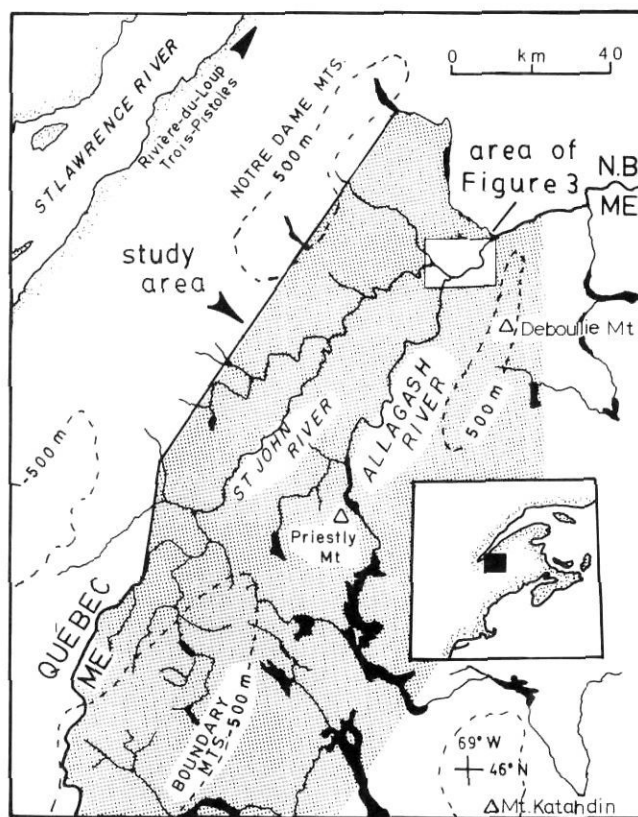 0 km 40
ST LAWRENCE RIVER
Rivière-du-Loup
Trois-Pistoles
NOTRE DAME MTS.
500 m
area of
Figure 3
N.B
ME
study
area
Deboullie Mt
500 m
ALLAGASH
RIVER
ST JOHN
RIVER
500 m
Priestly
Mt
QUÉBEC
ME
BOUNDARY
MTS.
500 m
69° W
46° N
Mt. Katahdin